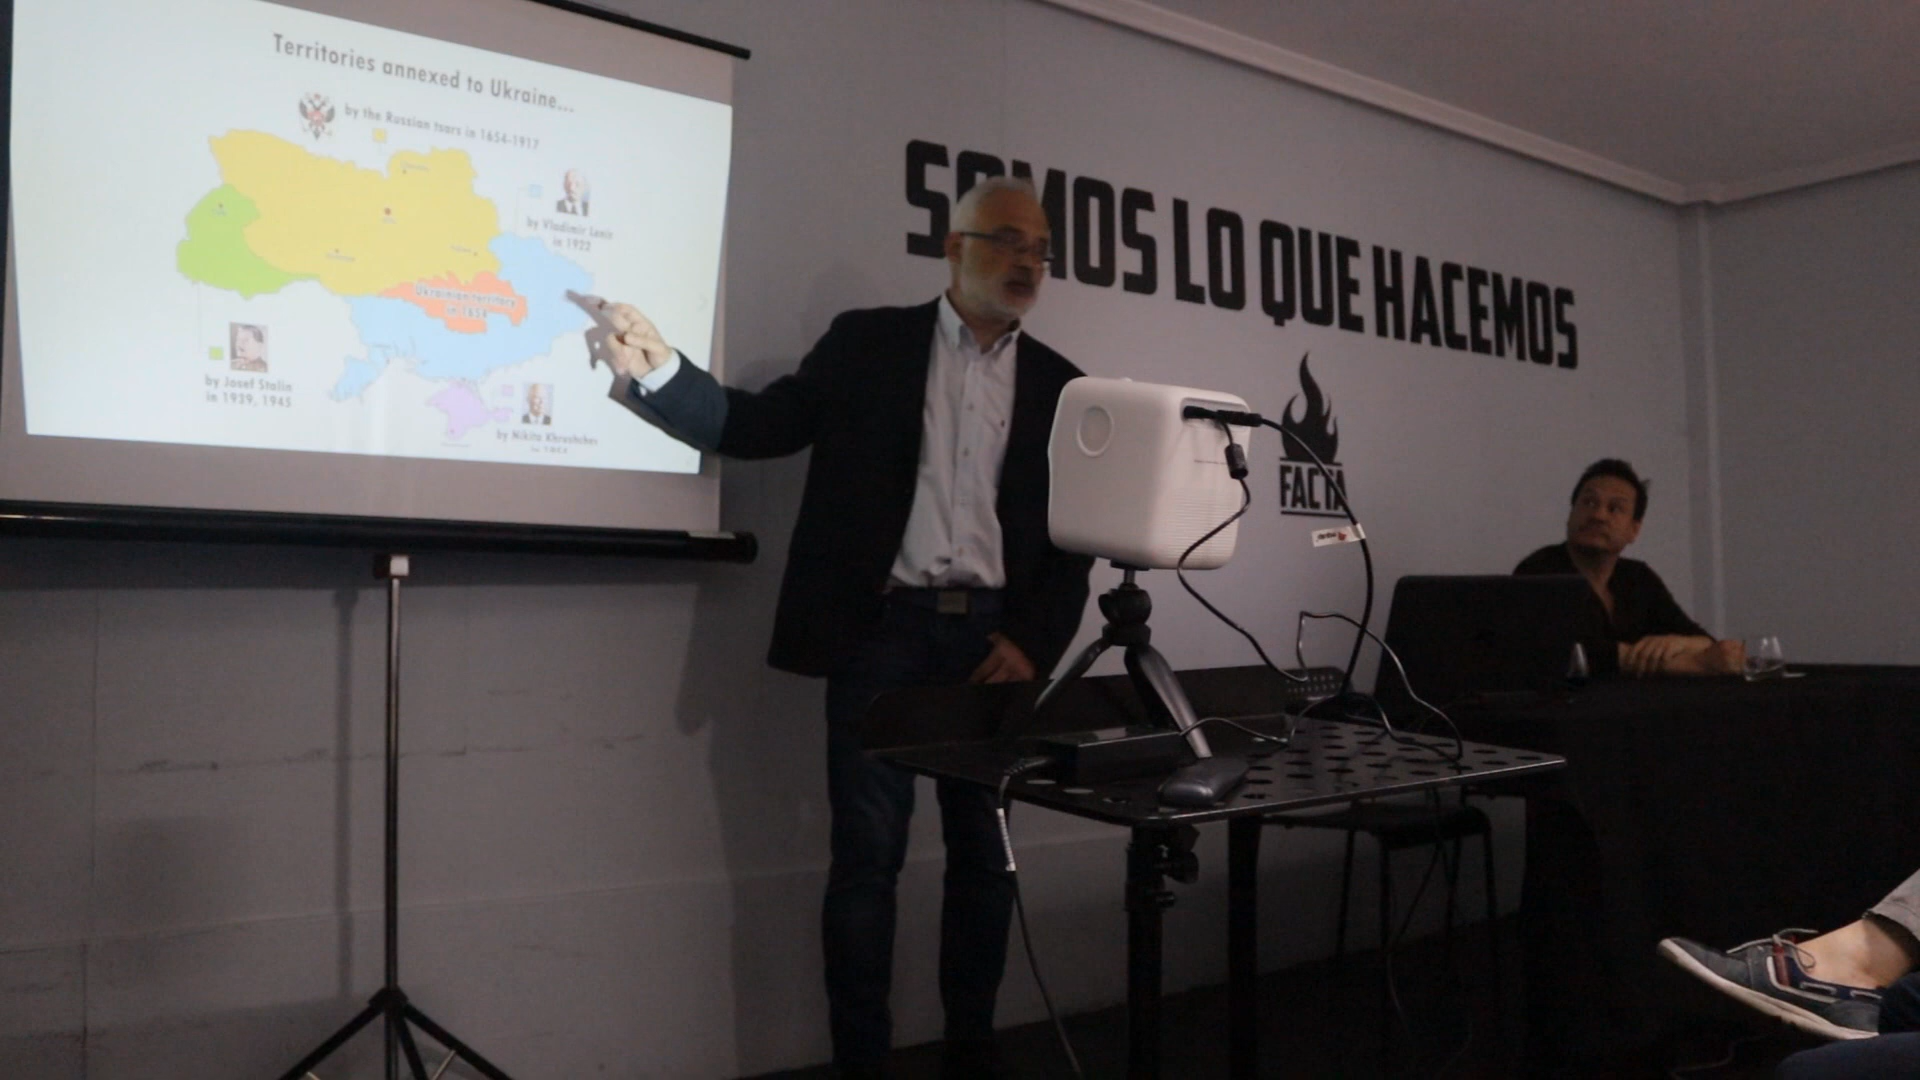 Territories annexed to Ukraine...
by the Russian tsars in 1654-1917
by Vladimir Lenin
in 1922
Ukrainian territory
in 1654
by Josef Stalin
in 1939, 1945
by Nikita Khrushchev
SOMOS LO QUE HACEMOS
FACTA